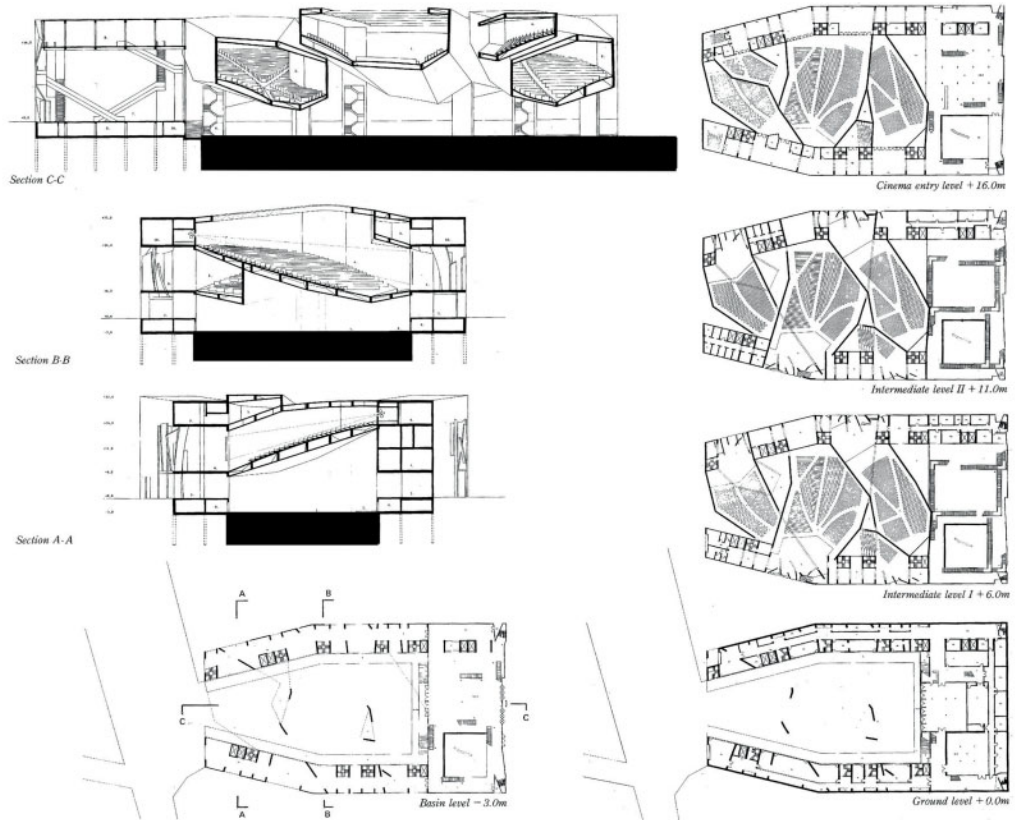 Section C-C
Cinema entry level + 16.0m
Section B-B
Intermediate level II + 11.0m
Section A-A
Intermediate level I + 6.0m
A
B
C
C
A
B
Basin level − 3.0m
Ground level + 0.0m